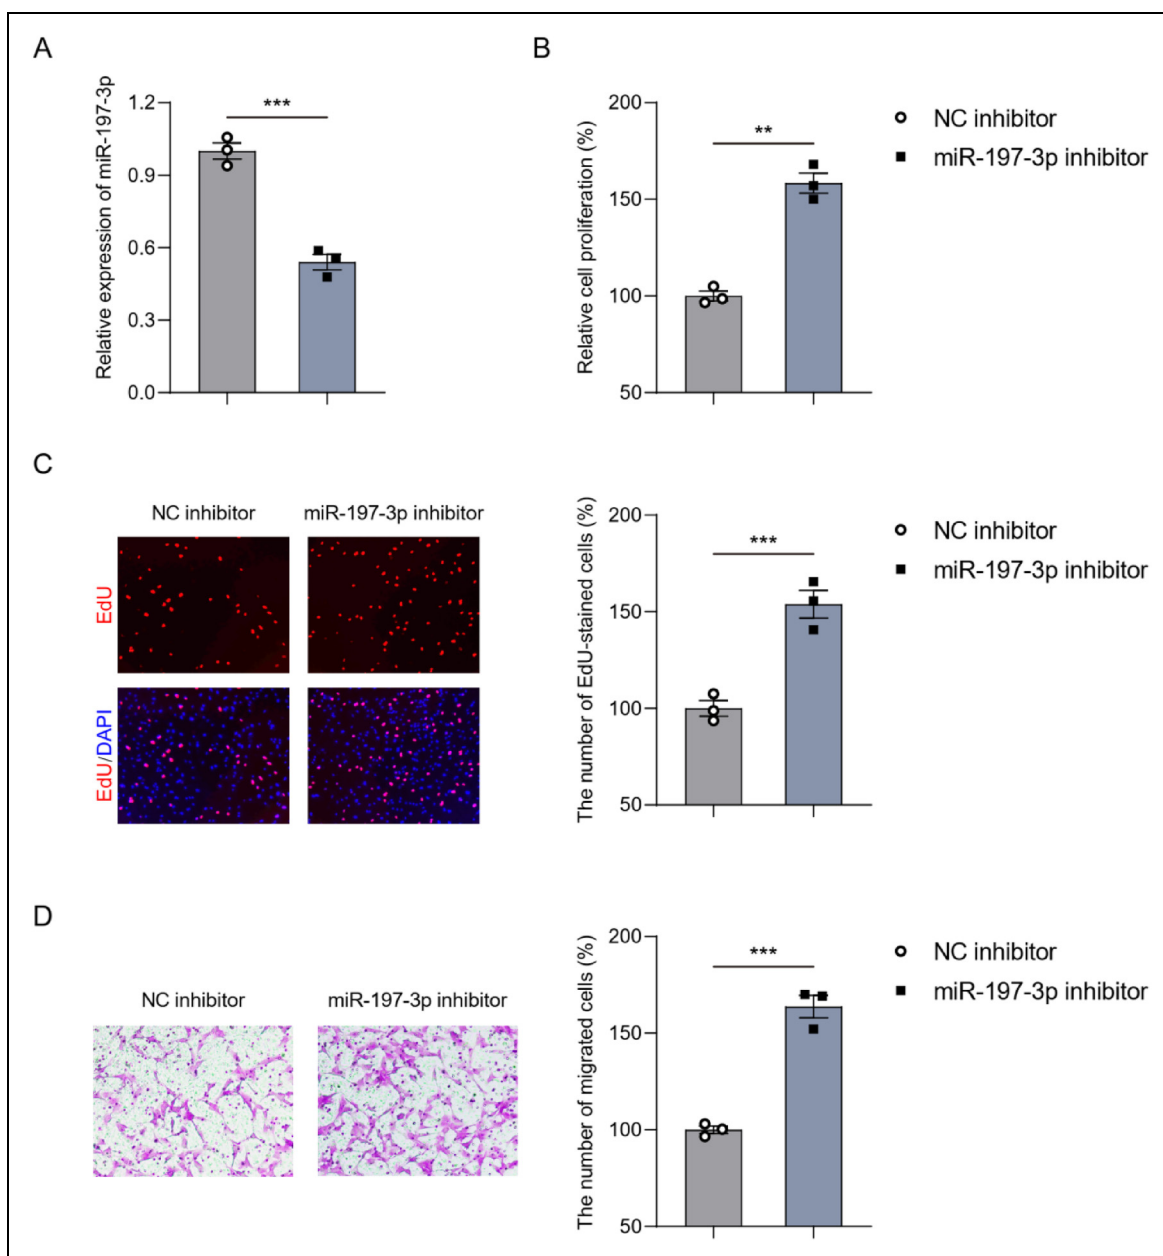 A
Relative expression of miR-197-3p
1.2
0.9
0.6
0.3
0.0
***
B
Relative cell proliferation (%)
200
150
100
50
**
NC inhibitor
miR-197-3p inhibitor
C
NC inhibitor
miR-197-3p inhibitor
EdU
EdU/DAPI
The number of EdU-stained cells (%)
200
150
100
50
***
NC inhibitor
miR-197-3p inhibitor
D
NC inhibitor
miR-197-3p inhibitor
The number of migrated cells (%)
200
150
100
50
***
NC inhibitor
miR-197-3p inhibitor